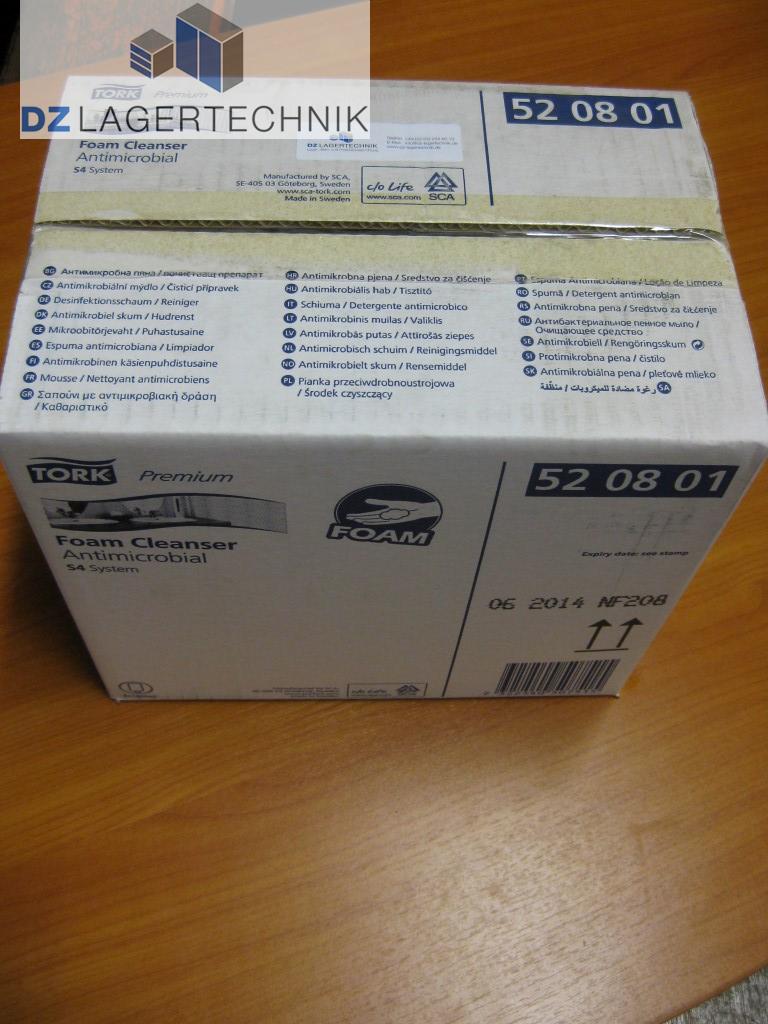 DZ LAGERTECHNIK
TORK Premium
52 08 01
Foam Cleanser
Antimicrobial
S4 System
DZ LAGERTECHNIK
Manufactured by SCA,
SE-405 03 Göteborg, Sweden
www.sca-tork.com
Made in Sweden
c/o Life
www.sca.com SCA
BG Антимикробна пяна / почистващ препарат
CZ Antimikrobiální mýdlo / Čisticí přípravek
DE Desinfektionsschaum / Reiniger
DK Antimikrobiel skum / Hudrenst
EE Mikroobitõrjevaht / Puhastusaine
ES Espuma antimicrobiana / Limpiador
FI Antimikrobinen käsienpuhdistusaine
FR Mousse / Nettoyant antimicrobiens
GR Σαπούνι με αντιμικροβιακή δράση
/ Καθαριστικό
HR Antimikrobna pjena / Sredstvo za čišćenje
HU Antimikrobiális hab / Tisztító
IT Schiuma / Detergente antimicrobico
LT Antimikrobinis muilas / Valiklis
LV Antimikrobās putas / Attīrošās ziepes
NL Antimicrobisch schuim / Reinigingsmiddel
NO Antimikrobielt skum / Rensemiddel
PL Pianka przeciwdrobnoustrojowa
/ Środek czyszczący
PT Espuma Antimicrobiana / Loção de Limpeza
RO Spumă / Detergent antimicrobian
RS Antimikrobna pena / Sredstvo za čišćenje
RU Антибактериальное пенное мыло /
Очищающее средство
SE Antimikrobiell / Rengöringsskum
SI Protimikrobna pena / čistilo
SK Antimikrobiálna pena / pleťové mlieko
SA رغوة مضادة للميكروبات / منظّفة
TORK Premium
52 08 01
Foam Cleanser
Antimicrobial
S4 System
FOAM
Expiry date: see stamp
06 2014 NF208
c/o Life